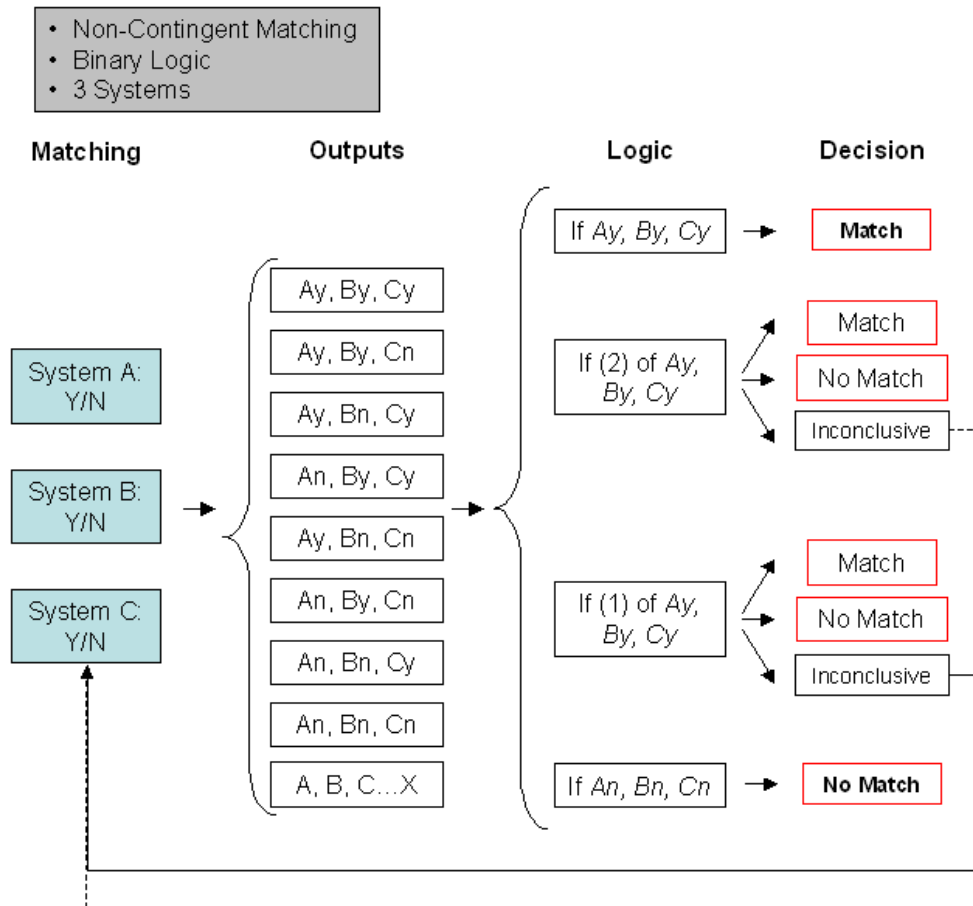 • Non-Contingent Matching
• Binary Logic
• 3 Systems
Matching
Outputs
Logic
Decision
System A:
Y/N
System B:
Y/N
System C:
Y/N
Ay, By, Cy
Ay, By, Cn
Ay, Bn, Cy
An, By, Cy
Ay, Bn, Cn
An, By, Cn
An, Bn, Cy
An, Bn, Cn
A, B, C...X
If Ay, By, Cy
Match
If (2) of Ay,
By, Cy
Match
No Match
Inconclusive
If (1) of Ay,
By, Cy
Match
No Match
Inconclusive
If An, Bn, Cn
No Match